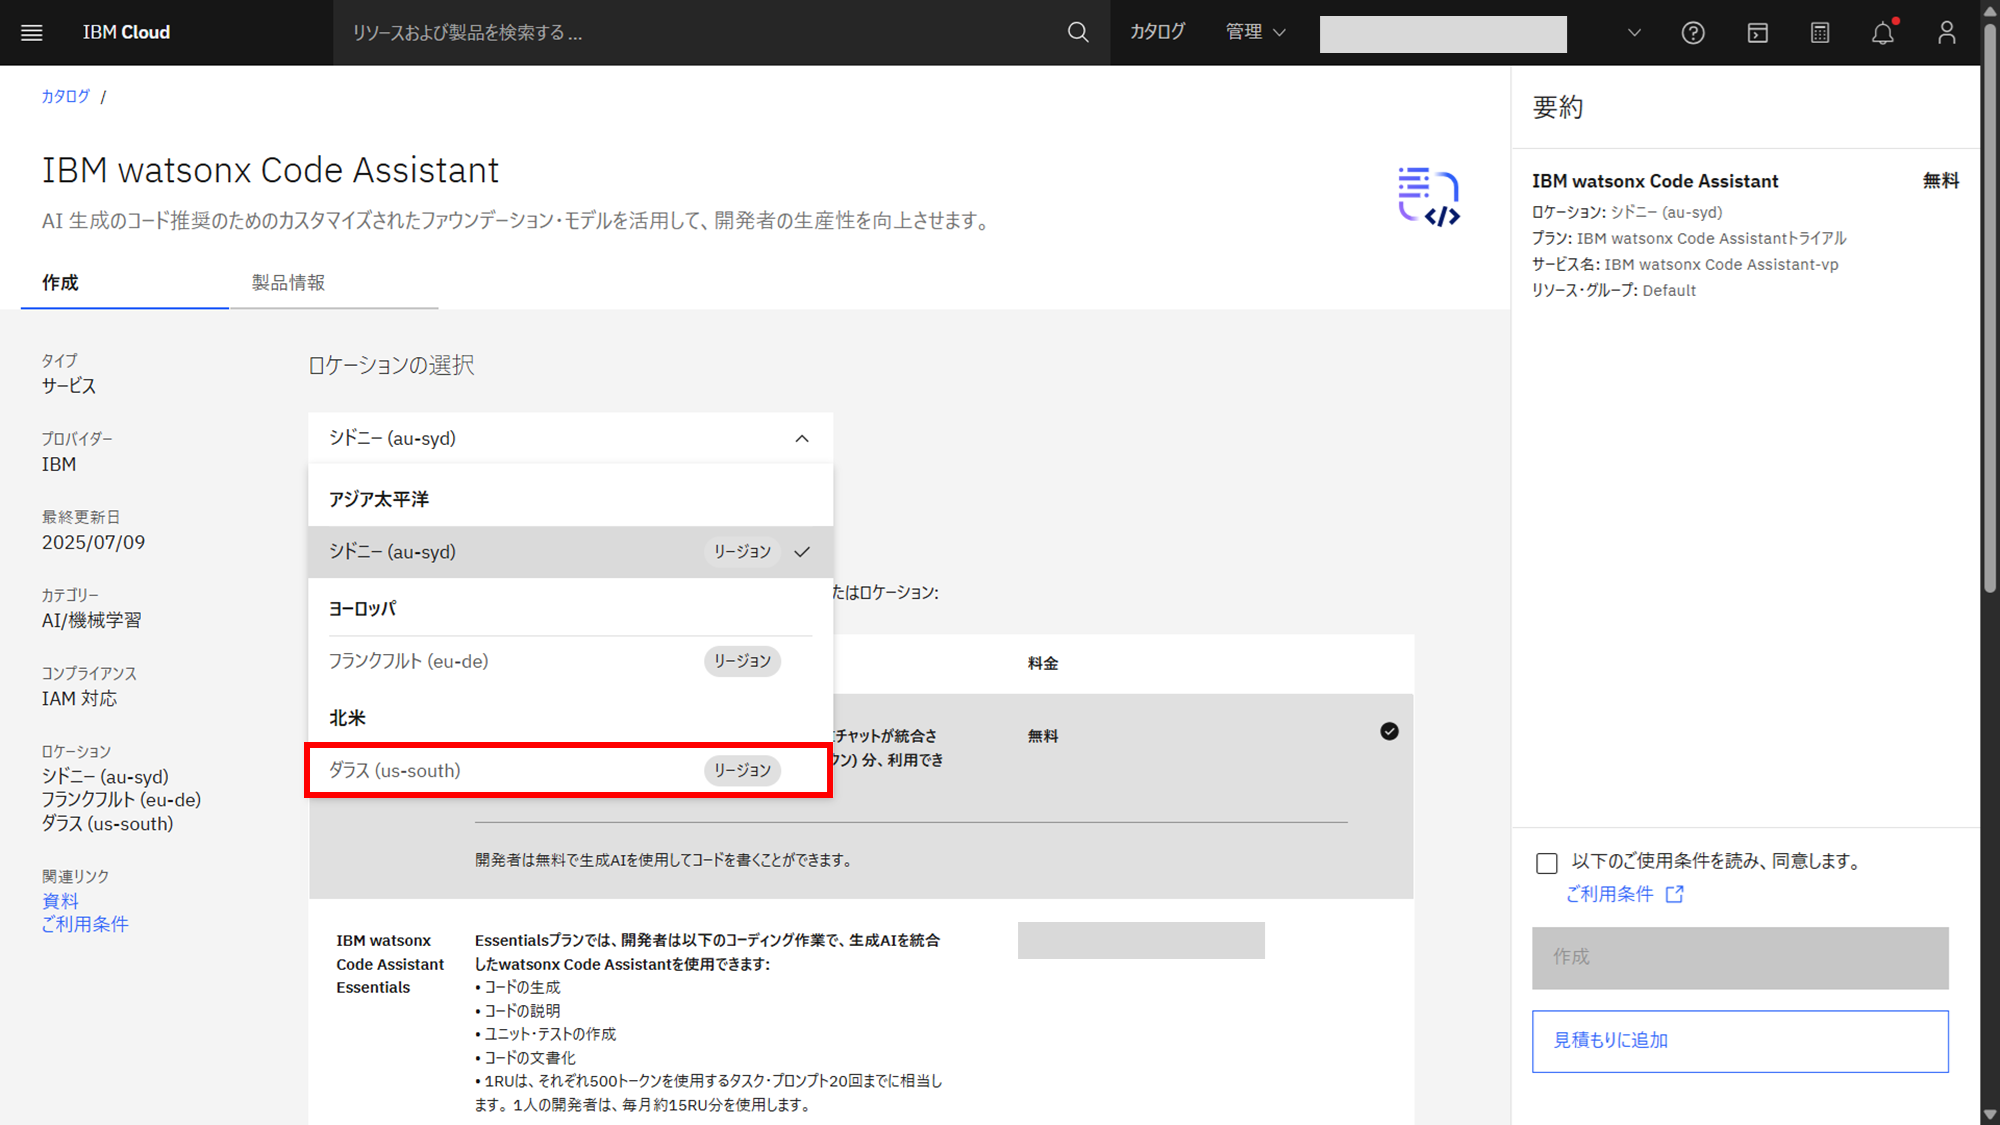 IBM Cloud
リソースおよび製品を検索する ...
カタログ
管理
カタログ /
IBM watsonx Code Assistant
AI 生成のコード推奨のためのカスタマイズされたファウンデーション・モデルを活用して、開発者の生産性を向上させます。
作成
製品情報
タイプ
サービス
プロバイダー
IBM
最終更新日
2025/07/09
カテゴリー
AI/機械学習
コンプライアンス
IAM 対応
ロケーション
シドニー (au-syd)
フランクフルト (eu-de)
ダラス (us-south)
関連リンク
資料
ご利用条件
ロケーションの選択
シドニー (au-syd)
アジア太平洋
シドニー (au-syd) リージョン
ヨーロッパ
フランクフルト (eu-de) リージョン
北米
ダラス (us-south) リージョン
たはロケーション:
料金
チャットが統合さ
無料
ン) 分、利用でき
開発者は無料で生成AIを使用してコードを書くことができます。
IBM watsonx
Code Assistant
Essentials
Essentialsプランでは、開発者は以下のコーディング作業で、生成AIを統合
したwatsonx Code Assistantを使用できます:
• コードの生成
• コードの説明
• ユニット・テストの作成
• コードの文書化
• 1RUは、それぞれ500トークンを使用するタスク・プロンプト20回までに相当し
ます。1人の開発者は、毎月約15RU分を使用します。
要約
IBM watsonx Code Assistant 無料
ロケーション: シドニー (au-syd)
プラン: IBM watsonx Code Assistantトライアル
サービス名: IBM watsonx Code Assistant-vp
リソース・グループ: Default
以下のご使用条件を読み、同意します。
ご利用条件
作成
見積もりに追加